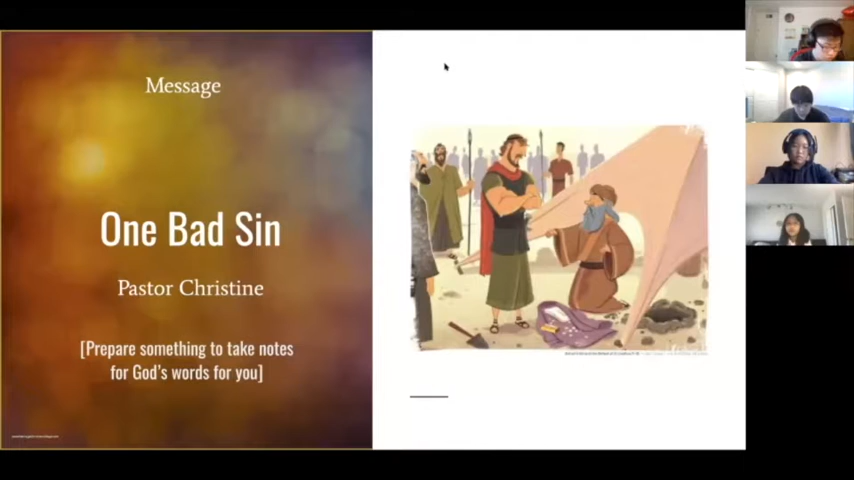 Message
One Bad Sin
Pastor Christine
[Prepare something to take notes
for God's words for you]